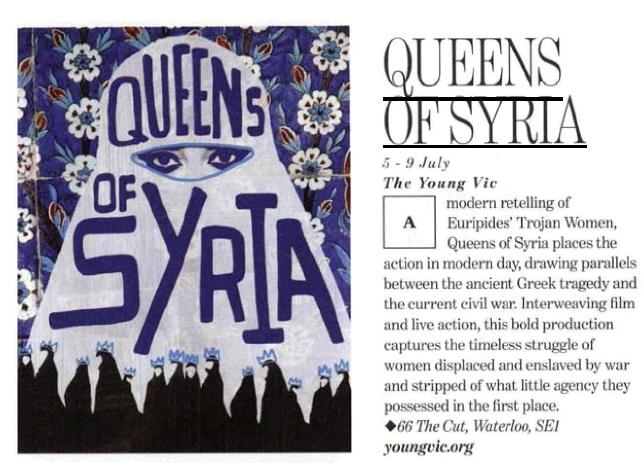 QUEENS
OF
SYRIA
QUEENS
OF SYRIA
5 - 9 July
The Young Vic
A modern retelling of
Euripides' Trojan Women,
Queens of Syria places the
action in modern day, drawing parallels
between the ancient Greek tragedy and
the current civil war. Interweaving film
and live action, this bold production
captures the timeless struggle of
women displaced and enslaved by war
and stripped of what little agency they
possessed in the first place.
◆66 The Cut, Waterloo, SE1
youngvic.org